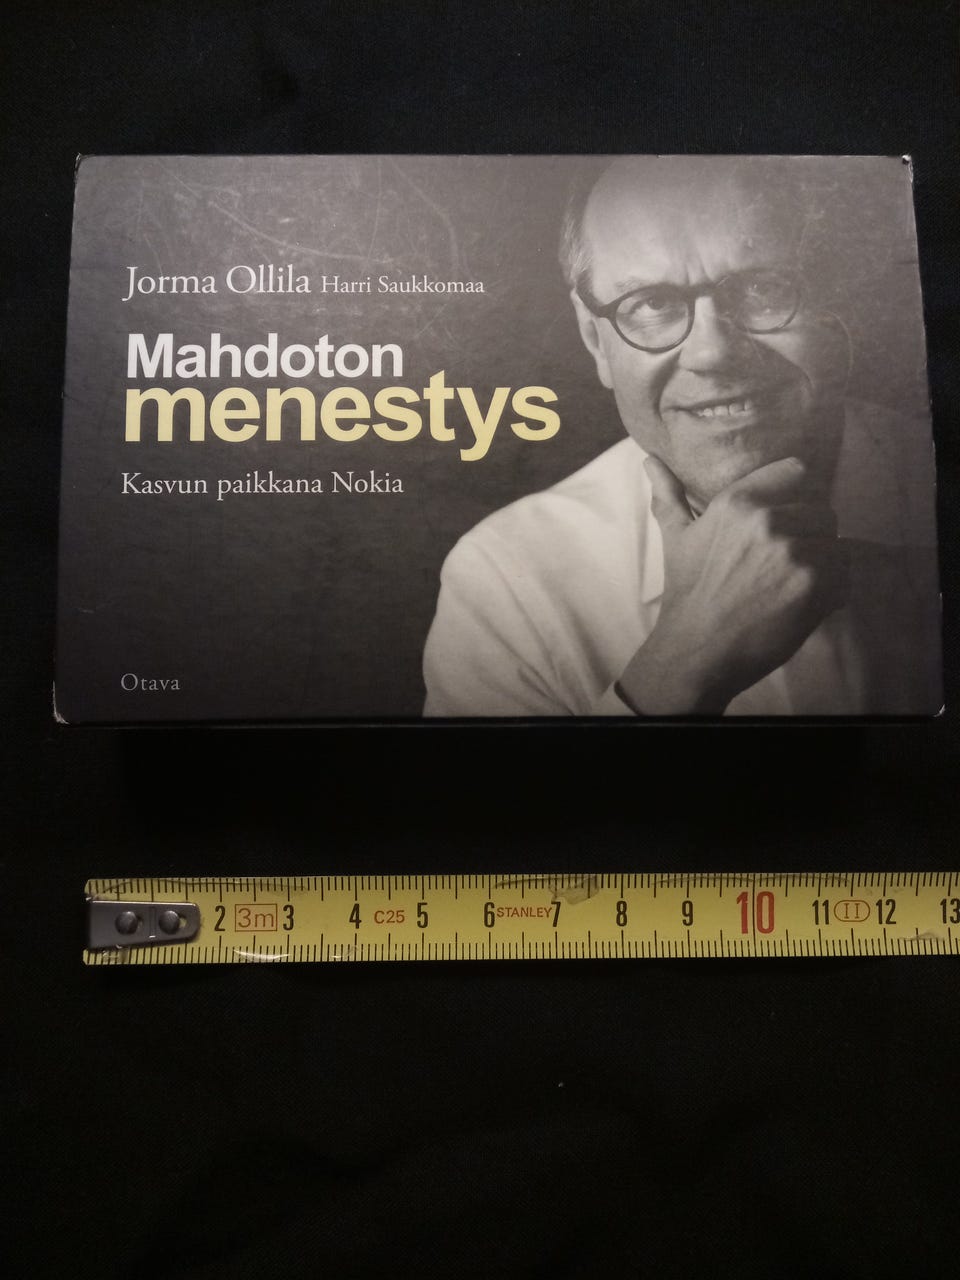 Jorma Ollila Harri Saukkomaa
Mahdoton
menestys
Kasvun paikkana Nokia
Otava
2 3m 3 4 C25 5 6 STANLEY 7 8 9 10 11 II 12 13